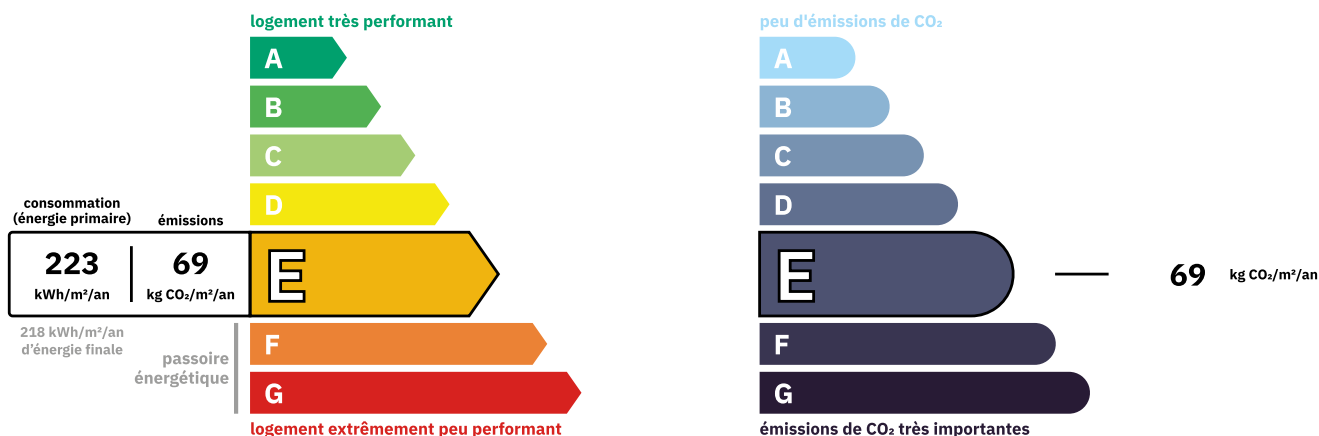 logement très performant
A
B
C
D
consommation
(énergie primaire)
émissions
223
kWh/m²/an
69
kg CO₂/m²/an
E
218 kWh/m²/an
d'énergie finale
passoire
énergétique
F
G
logement extrêmement peu performant
peu d'émissions de CO₂
A
B
C
D
E
69
kg CO₂/m²/an
F
G
émissions de CO₂ très importantes